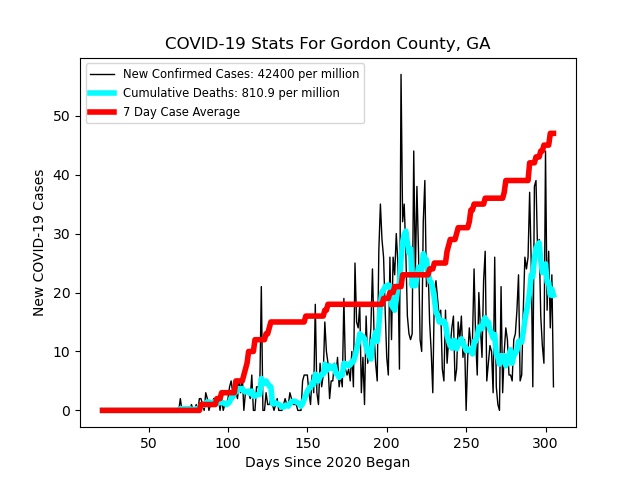 COVID-19 Stats For Gordon County, GA
New Confirmed Cases: 42400 per million
Cumulative Deaths: 810.9 per million
7 Day Case Average
New COVID-19 Cases
50
40
30
20
10
0
50 100 150 200 250 300
Days Since 2020 Began